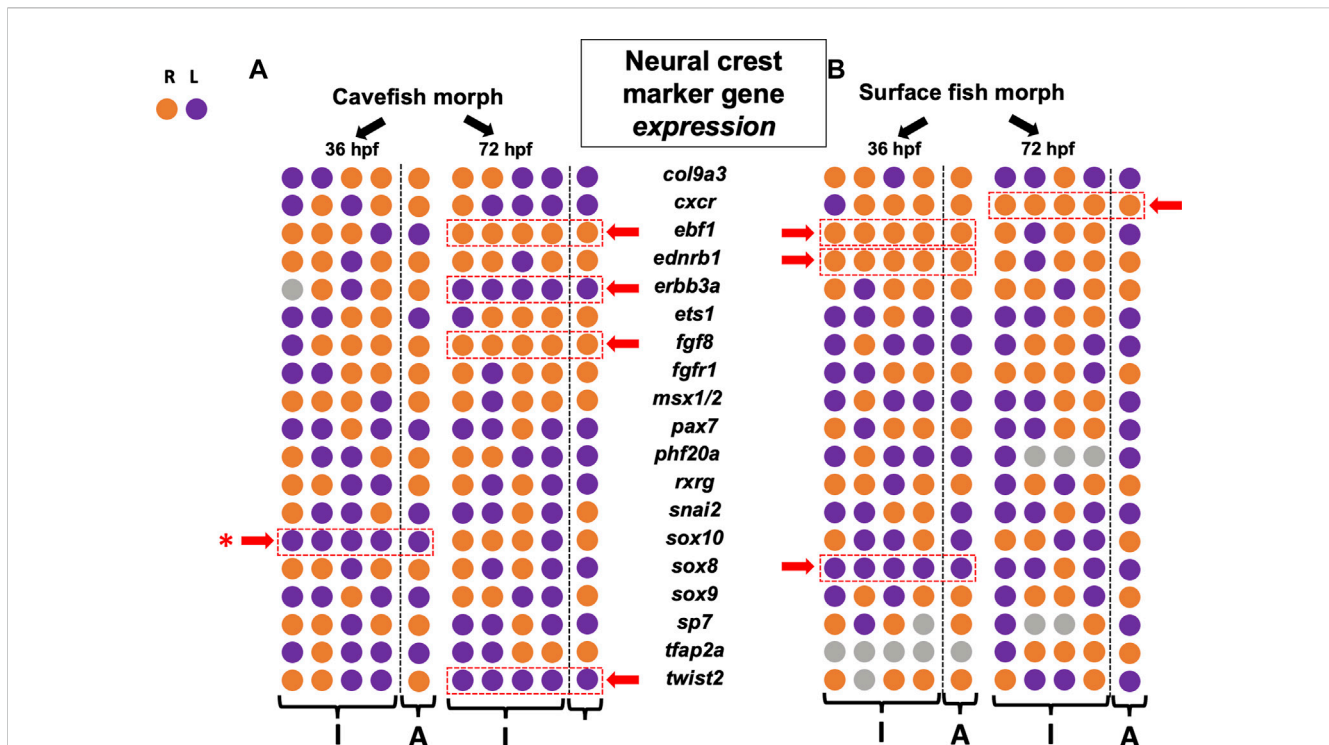 Neural crest
marker gene
expression
R L
A
Cavefish morph
36 hpf
72 hpf
B
Surface fish morph
36 hpf
72 hpf
col9a3
cxcr
ebf1
ednrb1
erbb3a
ets1
fgf8
fgfr1
msx1/2
pax7
phf20a
rxrg
snai2
*
sox10
sox8
sox9
sp7
tfap2a
twist2
I
A
I
I
A
I
A